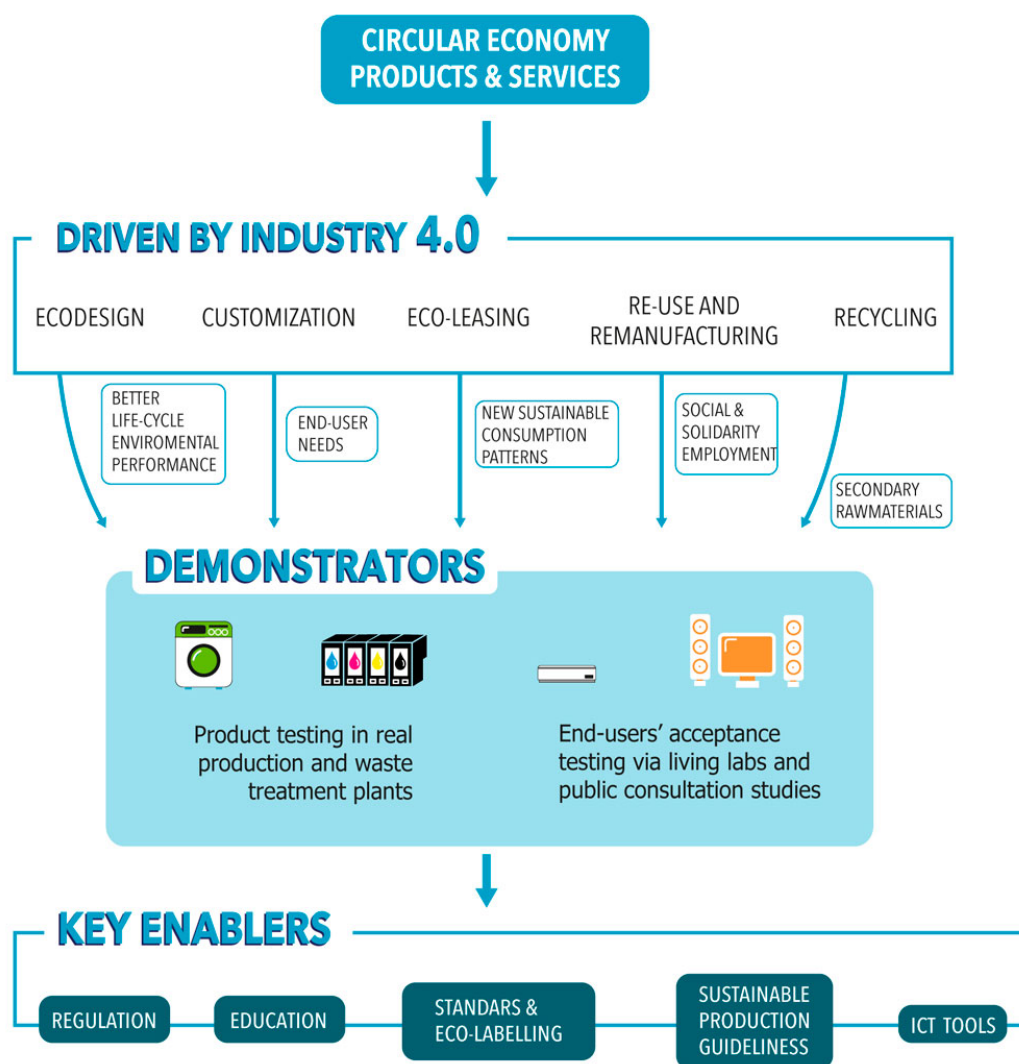 CIRCULAR ECONOMY
PRODUCTS & SERVICES
DRIVEN BY INDUSTRY 4.0
ECODESIGN
CUSTOMIZATION
ECO-LEASING
RE-USE AND
REMANUFACTURING
RECYCLING
BETTER
LIFE-CYCLE
ENVIROMENTAL
PERFORMANCE
END-USER
NEEDS
NEW SUSTAINABLE
CONSUMPTION
PATTERNS
SOCIAL &
SOLIDARITY
EMPLOYMENT
SECONDARY
RAWMATERIALS
DEMONSTRATORS
Product testing in real
production and waste
treatment plants
End-users’ acceptance
testing via living labs and
public consultation studies
KEY ENABLERS
REGULATION
EDUCATION
STANDARS &
ECO-LABELLING
SUSTAINABLE
PRODUCTION
GUIDELINESS
ICT TOOLS